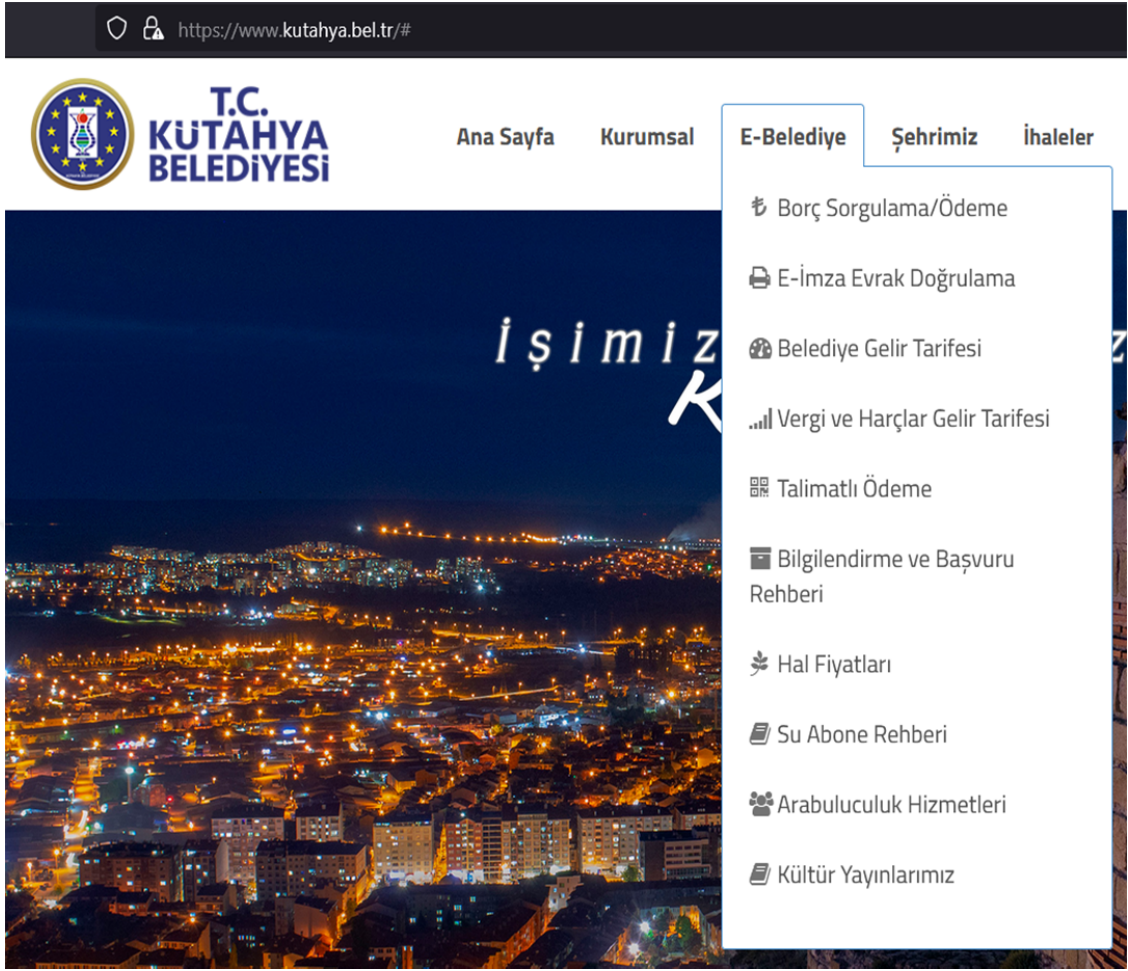 https://www.kutahya.bel.tr/#
T.C.
KÜTAHYA
BELEDİYESİ
Ana Sayfa Kurumsal E-Belediye Şehrimiz İhaleler
Borç Sorgulama/Ödeme
E-İmza Evrak Doğrulama
Belediye Gelir Tarifesi
Vergi ve Harçlar Gelir Tarifesi
Talimatlı Ödeme
Bilgilendirme ve Başvuru
Rehberi
Hal Fiyatları
Su Abone Rehberi
Arabuluculuk Hizmetleri
Kültür Yayınlarımız
İşimiz